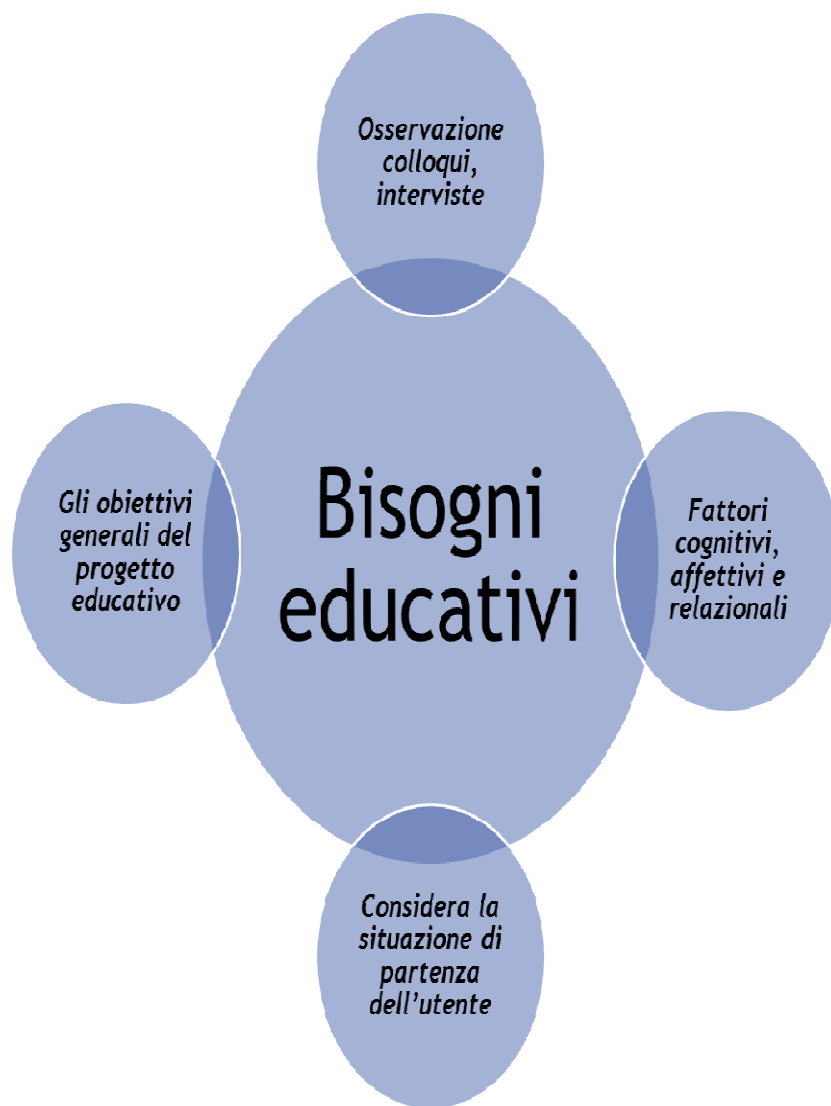 Osservazione
colloqui,
interviste
Gli obiettivi
generali del
progetto
educativo
Bisogni
educativi
Fattori
cognitivi,
affettivi e
relazionali
Considera la
situazione di
partenza
dell'utente